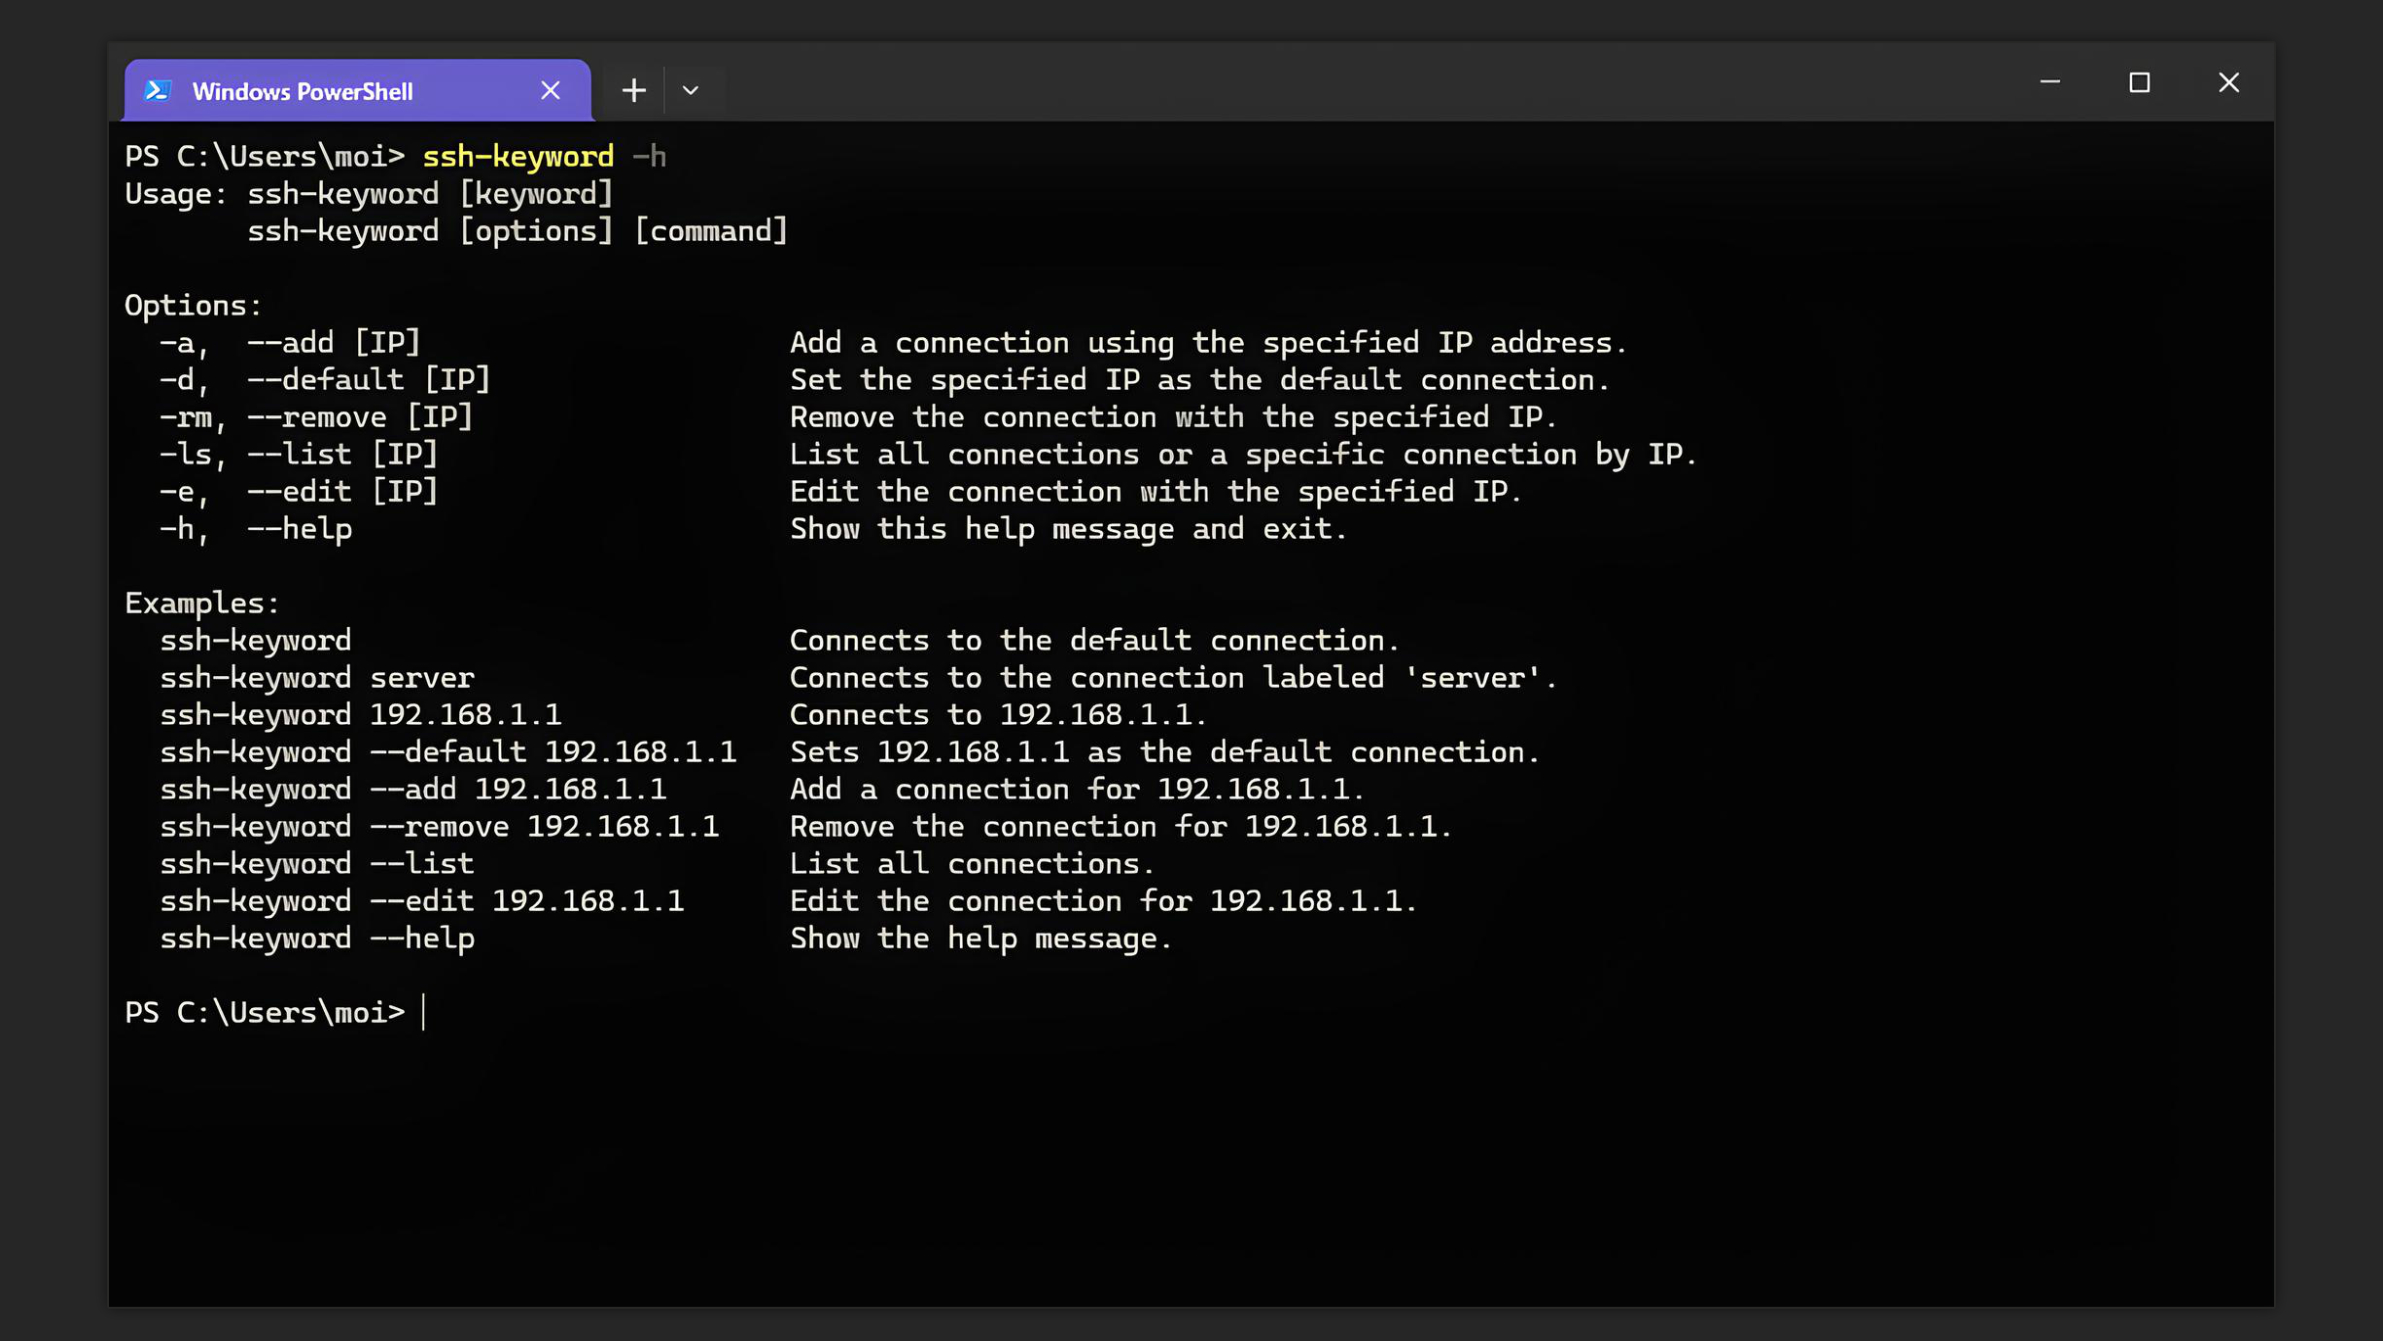 Windows PowerShell
PS C:\Users\moi> ssh-keyword -h
Usage: ssh-keyword [keyword]
       ssh-keyword [options] [command]

Options:
  -a,  --add [IP]                     Add a connection using the specified IP address.
  -d,  --default [IP]                 Set the specified IP as the default connection.
  -rm, --remove [IP]                  Remove the connection with the specified IP.
  -ls, --list [IP]                    List all connections or a specific connection by IP.
  -e,  --edit [IP]                    Edit the connection with the specified IP.
  -h,  --help                         Show this help message and exit.

Examples:
  ssh-keyword                         Connects to the default connection.
  ssh-keyword server                  Connects to the connection labeled 'server'.
  ssh-keyword 192.168.1.1             Connects to 192.168.1.1.
  ssh-keyword --default 192.168.1.1   Sets 192.168.1.1 as the default connection.
  ssh-keyword --add 192.168.1.1       Add a connection for 192.168.1.1.
  ssh-keyword --remove 192.168.1.1    Remove the connection for 192.168.1.1.
  ssh-keyword --list                  List all connections.
  ssh-keyword --edit 192.168.1.1      Edit the connection for 192.168.1.1.
  ssh-keyword --help                  Show the help message.

PS C:\Users\moi>